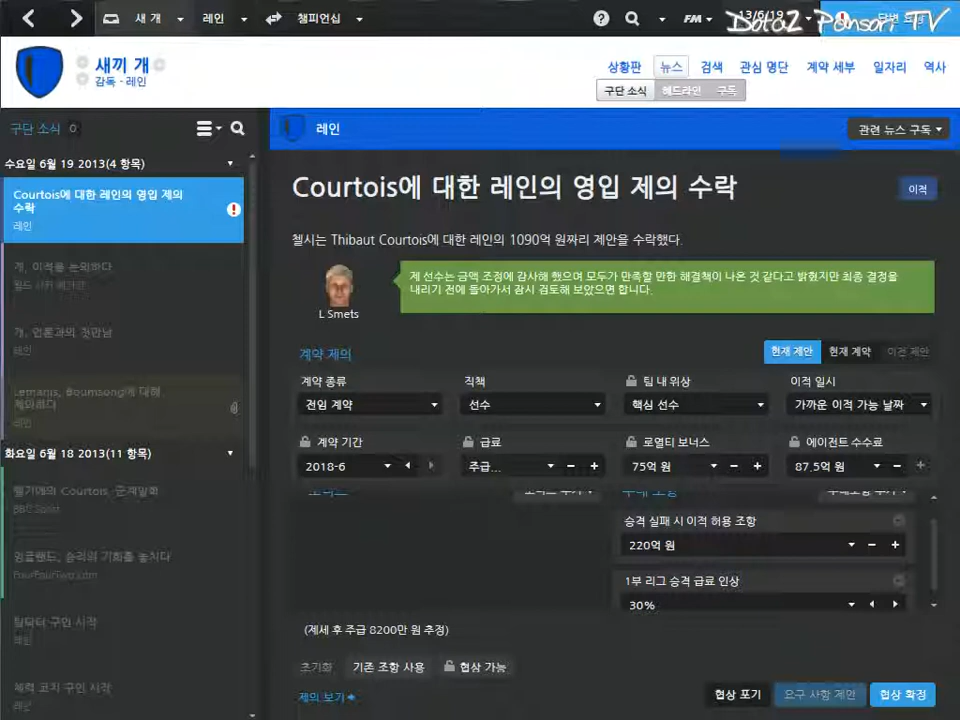 새 개
레인
챔피언십
FM
13/6/19
Dota2 Pansori TV
새끼 개
감독 - 레인
상황판
뉴스
검색
관심 명단
계약 세부
일자리
역사
구단 소식
헤드라인
구독
구단 소식 0
레인
관련 뉴스 구독
수요일 6월 19 2013(4 항목)
Courtois에 대한 레인의 영입 제의
수락
레인
개, 이적을 논의하다
개, 언론과의 첫만남
레인
Lemanis, Boumsong에 대해
제의하다
레인
화요일 6월 18 2013(11 항목)
벨기에의 Courtois, 군계일학
BBC Sport
잉글랜드, 승리의 기회를 놓치다
FourFourTwo.com
팀닥터 구인 시작
레인
체력 코치 구인 시작
레인
Courtois에 대한 레인의 영입 제의 수락
이적
첼시는 Thibaut Courtois에 대한 레인의 1090억 원짜리 제안을 수락했다.
제 선수는 금액 조정에 감사해 했으며 모두가 만족할 만한 해결책이 나온 것 같다고 밝혔지만 최종 결정을
내리기 전에 돌아가서 잠시 검토해 보았으면 합니다.
L Smets
계약 제의
현재 제안
현재 계약
이전 제안
계약 종류
직책
팀 내 위상
이적 일시
전임 계약
선수
핵심 선수
가까운 이적 가능 날짜
계약 기간
급료
로열티 보너스
에이전트 수수료
2018-6
주급...
75억 원
87.5억 원
승격 실패 시 이적 허용 조항
220억 원
1부 리그 승격 급료 인상
30%
(제세 후 주급 8200만 원 추정)
초기화
기존 조항 사용
협상 가능
제의 보기
협상 포기
요구 사항 제안
협상 확정